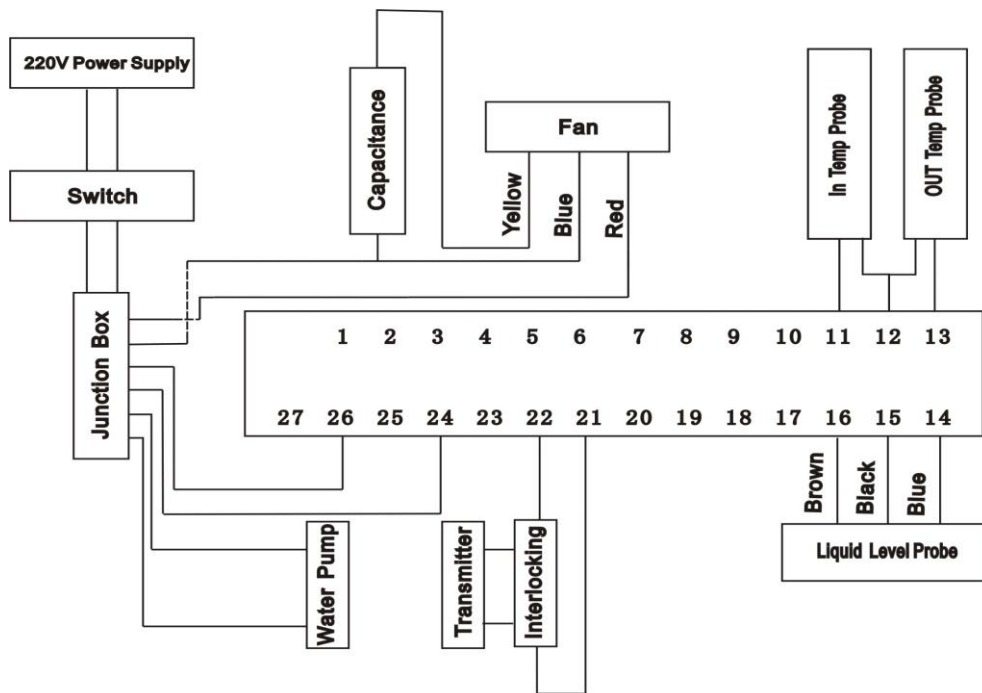 220V Power Supply
Switch
Junction Box
Capacitance
Fan
Yellow
Blue
Red
In Temp Probe
OUT Temp Probe
1 2 3 4 5 6 7 8 9 10 11 12 13
27 26 25 24 23 22 21 20 19 18 17 16 15 14
Brown
Black
Blue
Water Pump
Transmitter
Interlocking
Liquid Level Probe